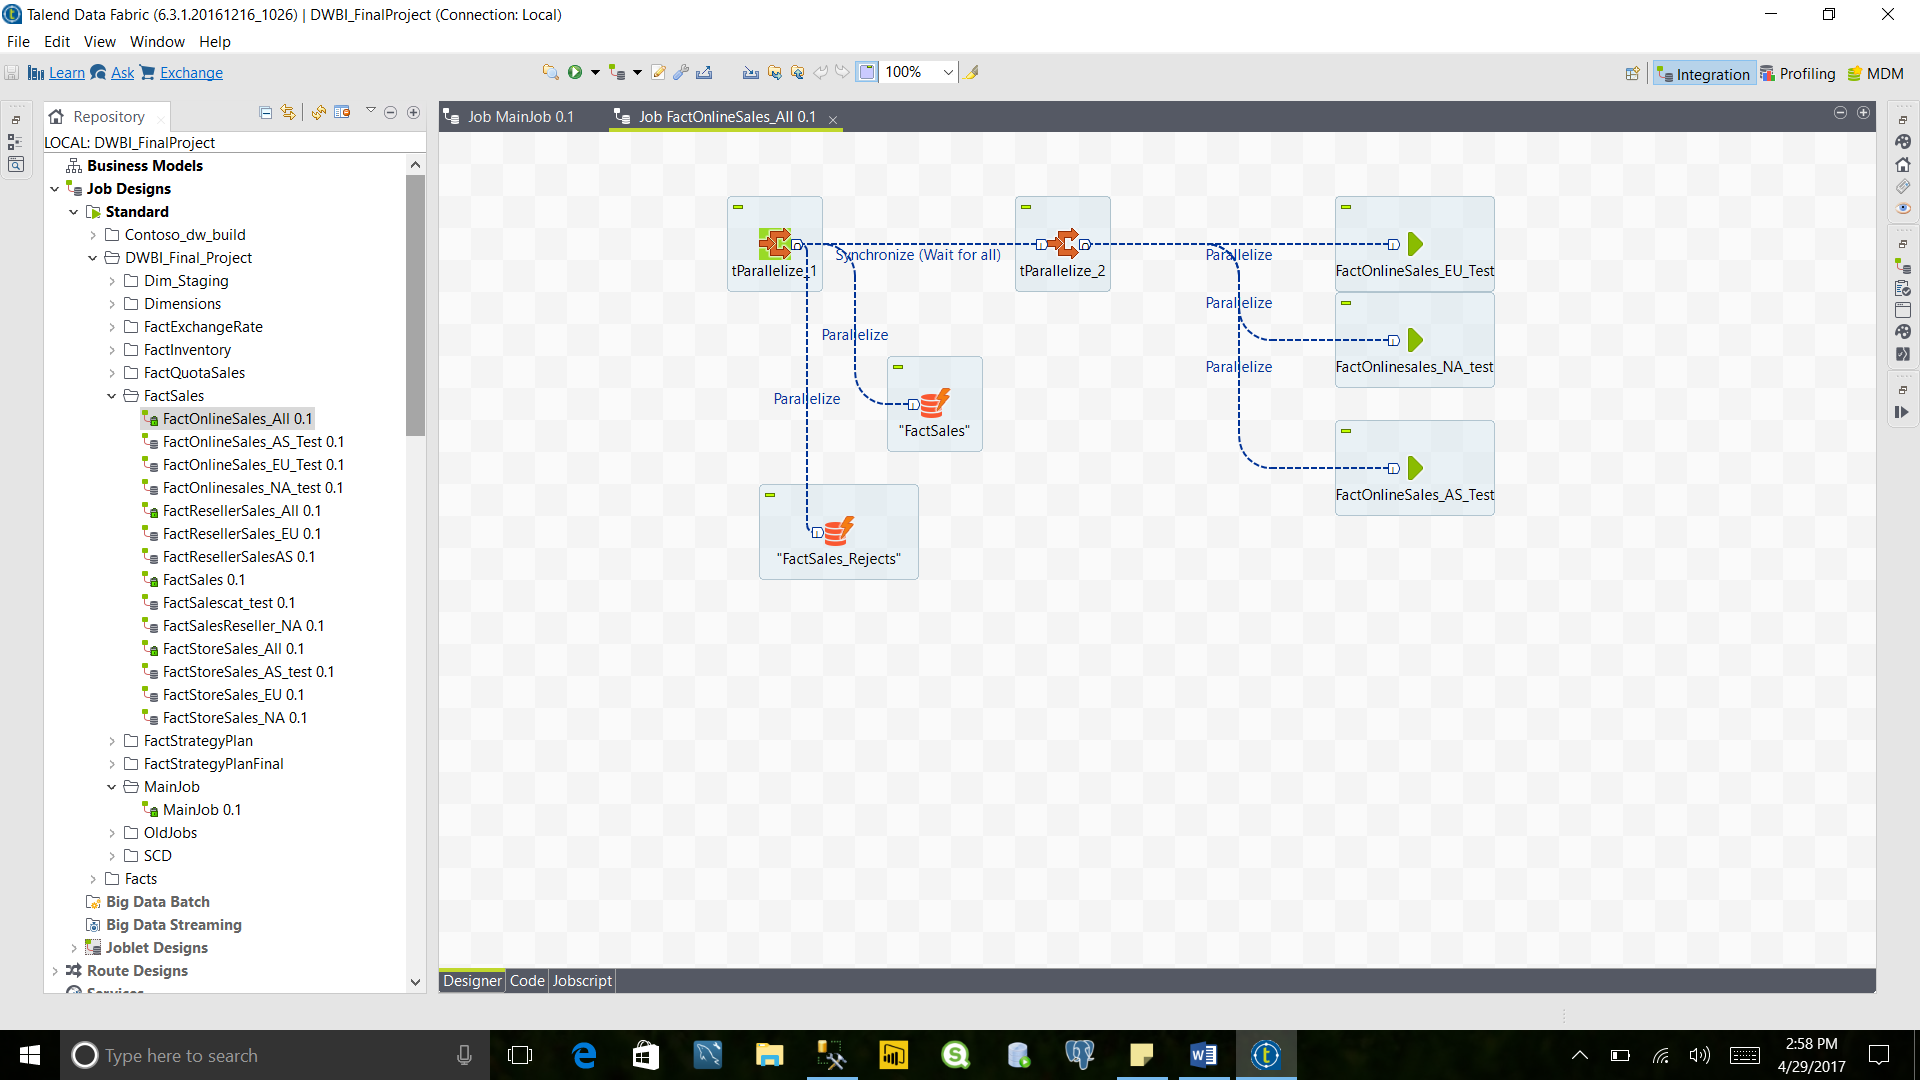 Talend Data Fabric (6.3.1.20161216_1026) | DWBI_FinalProject (Connection: Local)
File Edit View Window Help
Learn Ask Exchange
100%
Integration Profiling MDM
Repository
LOCAL: DWBI_FinalProject
Business Models
Job Designs
Standard
Contoso_dw_build
DWBI_Final_Project
Dim_Staging
Dimensions
FactExchangeRate
FactInventory
FactQuotaSales
FactSales
FactOnlineSales_All 0.1
FactOnlineSales_AS_Test 0.1
FactOnlineSales_EU_Test 0.1
FactOnlinesales_NA_test 0.1
FactResellerSales_All 0.1
FactResellerSales_EU 0.1
FactResellerSalesAS 0.1
FactSales 0.1
FactSalescat_test 0.1
FactSalesReseller_NA 0.1
FactStoreSales_All 0.1
FactStoreSales_AS_test 0.1
FactStoreSales_EU 0.1
FactStoreSales_NA 0.1
FactStrategyPlan
FactStrategyPlanFinal
MainJob
MainJob 0.1
OldJobs
SCD
Facts
Big Data Batch
Big Data Streaming
Joblet Designs
Route Designs
Services
Job MainJob 0.1
Job FactOnlineSales_All 0.1
Synchronize (Wait for all)
Parallelize
tParallelize_1
tParallelize_2
FactOnlineSales_EU_Test
Parallelize
Parallelize
Parallelize
FactOnlinesales_NA_test
Parallelize
"FactSales"
FactOnlineSales_AS_Test
"FactSales_Rejects"
Designer Code Jobscript
Type here to search
2:58 PM
4/29/2017